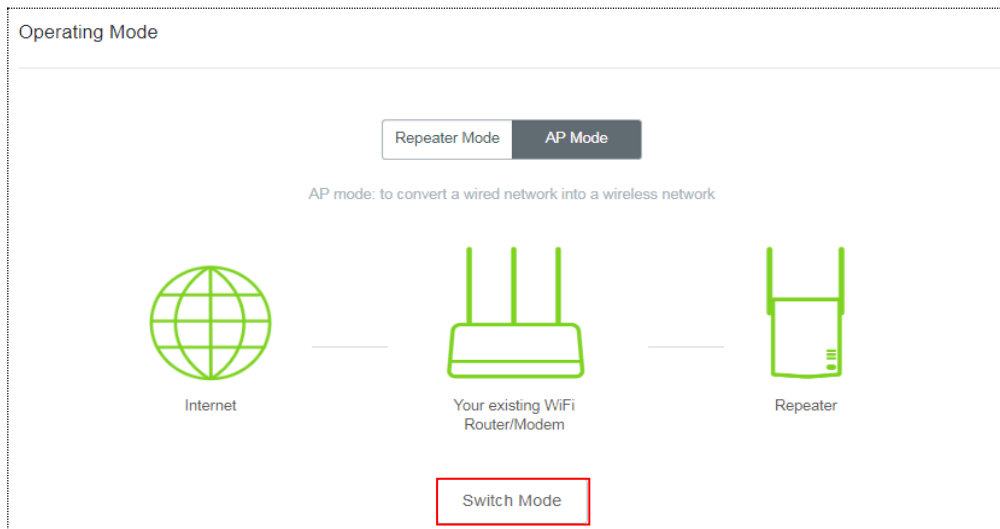 Operating Mode
Repeater Mode AP Mode
AP mode: to convert a wired network into a wireless network
Internet
Your existing WiFi
Router/Modem
Repeater
Switch Mode